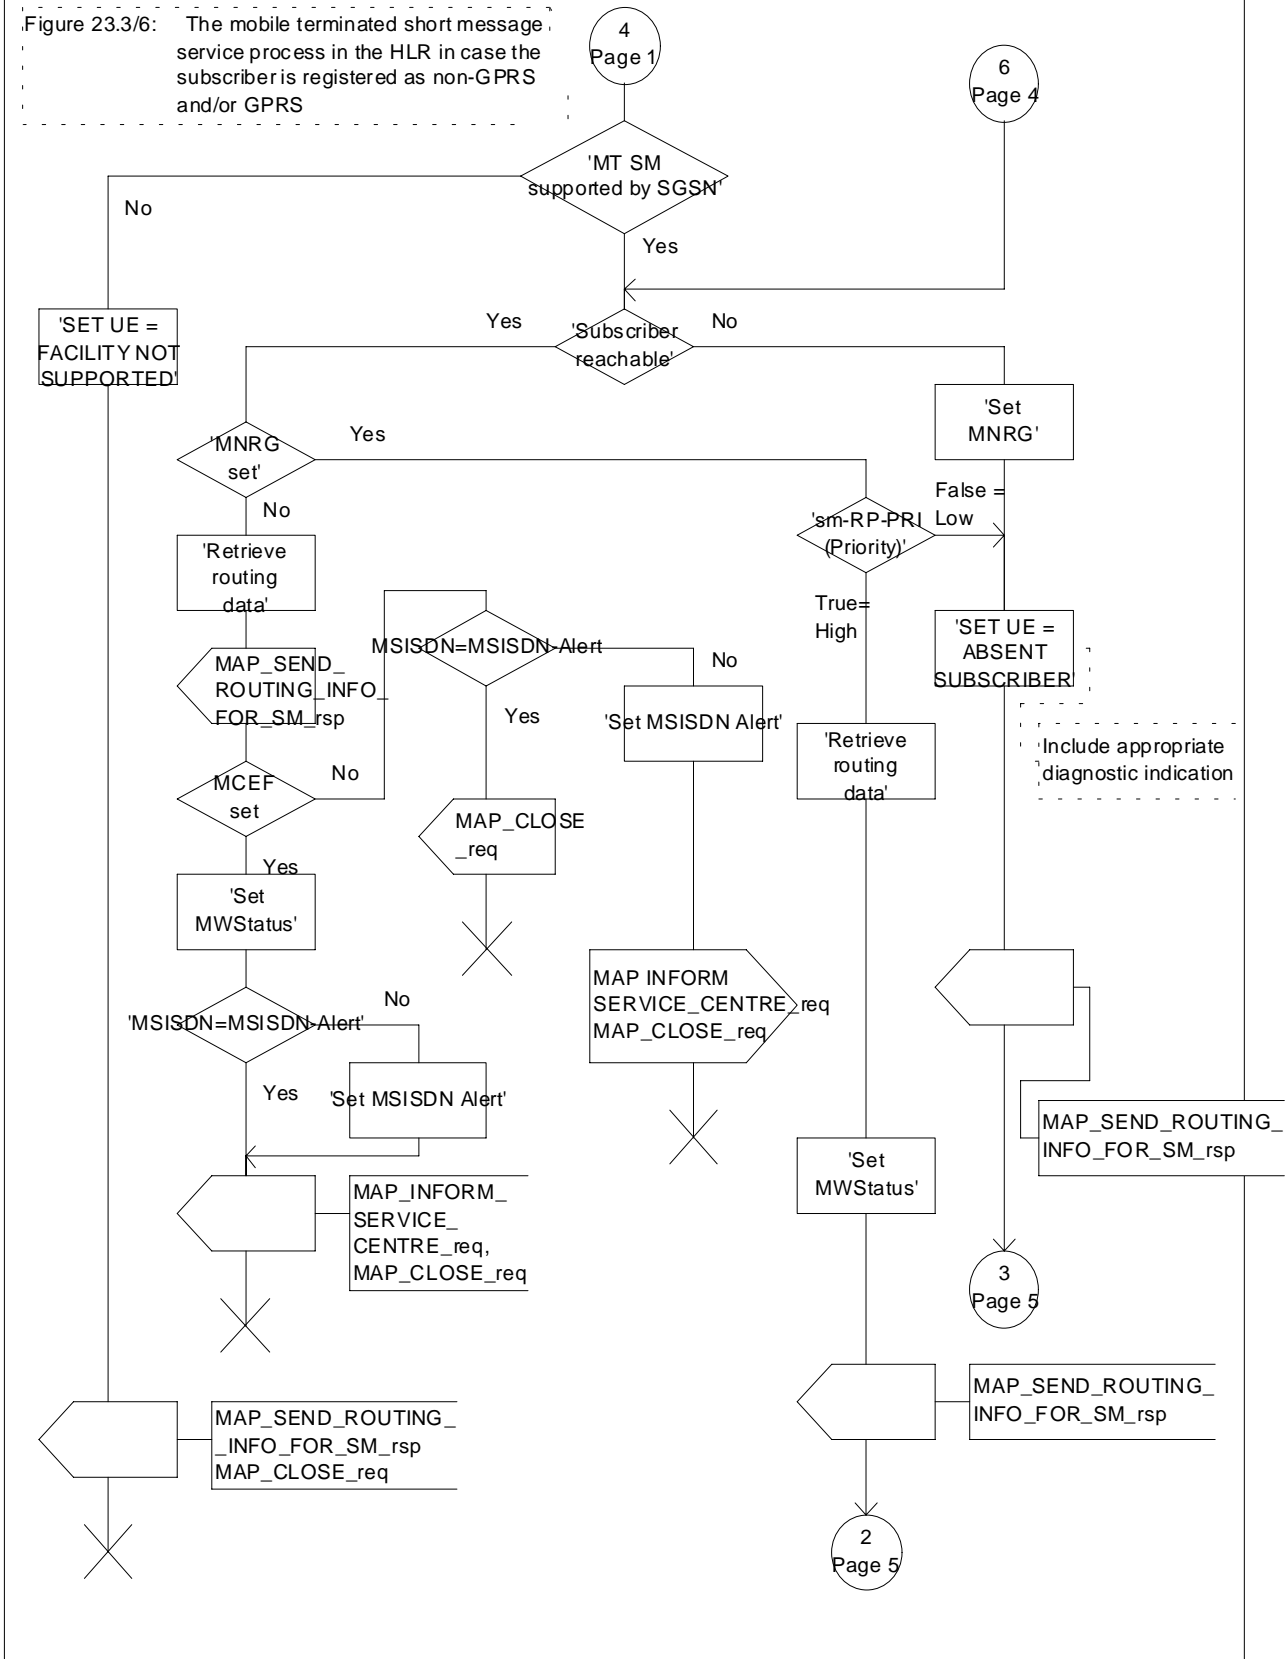 Figure 23.3/6: The mobile terminated short message
service process in the HLR in case the
subscriber is registered as non-GPRS
and/or GPRS
4
Page 1
6
Page 4
'MT SM
supported by SGSN'
No
Yes
'SET UE =
FACILITY NOT
SUPPORTED'
Yes
'Subscriber
reachable'
No
'Set
MNRG'
'MNRG
set'
Yes
No
False =
Low
'sm-RP-PRI
(Priority)'
True=
High
'Retrieve
routing
data'
MSISDN=MSISDN-Alert
No
Yes
'SET UE =
ABSENT
SUBSCRIBER'
MAP_SEND_
ROUTING_INFO_
FOR_SM_rsp
'Set MSISDN Alert'
'Retrieve
routing
data'
Include appropriate
diagnostic indication
MCEF
set
No
Yes
MAP_CLOSE
_req
'Set
MWStatus'
MAP INFORM
SERVICE_CENTRE_req
MAP_CLOSE_req
'MSISDN=MSISDN-Alert'
No
Yes
'Set MSISDN Alert'
MAP_SEND_ROUTING_
INFO_FOR_SM_rsp
'Set
MWStatus'
MAP_INFORM_
SERVICE_
CENTRE_req,
MAP_CLOSE_req
3
Page 5
MAP_SEND_ROUTING_
INFO_FOR_SM_rsp
MAP_SEND_ROUTING_
_INFO_FOR_SM_rsp
MAP_CLOSE_req
2
Page 5